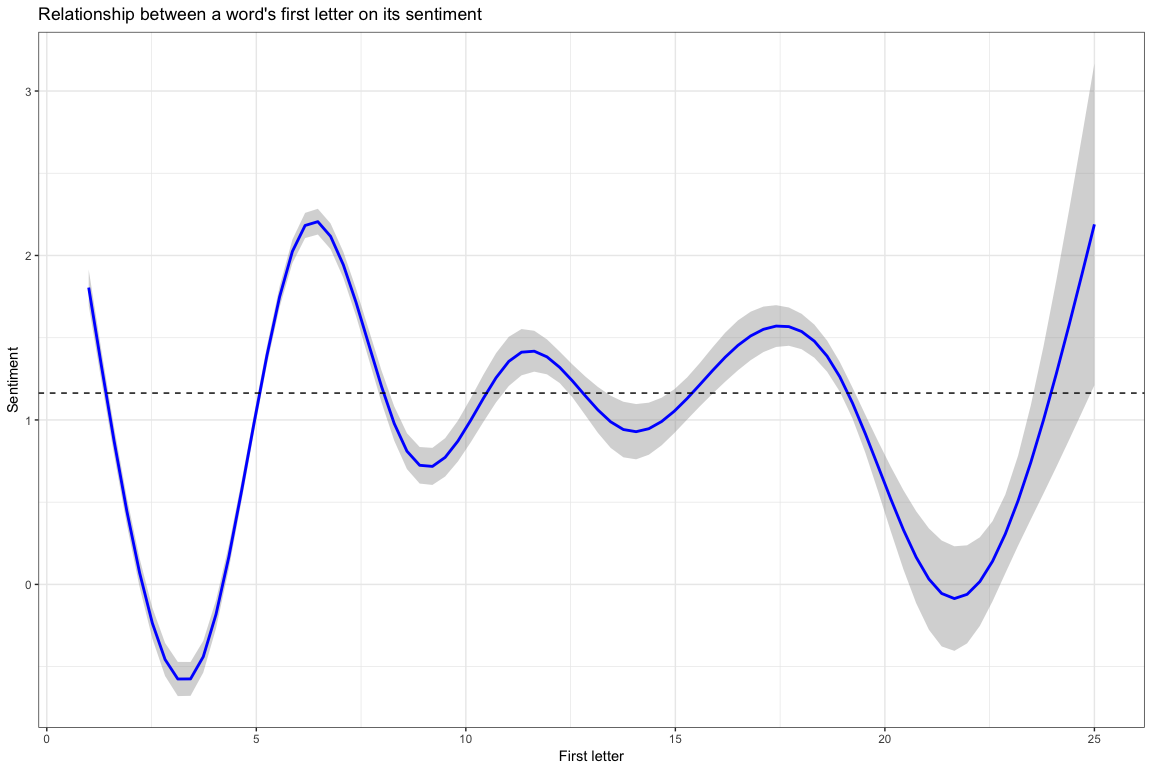 Relationship between a word's first letter on its sentiment
3
2
1
0
Sentiment
0 5 10 15 20 25
First letter